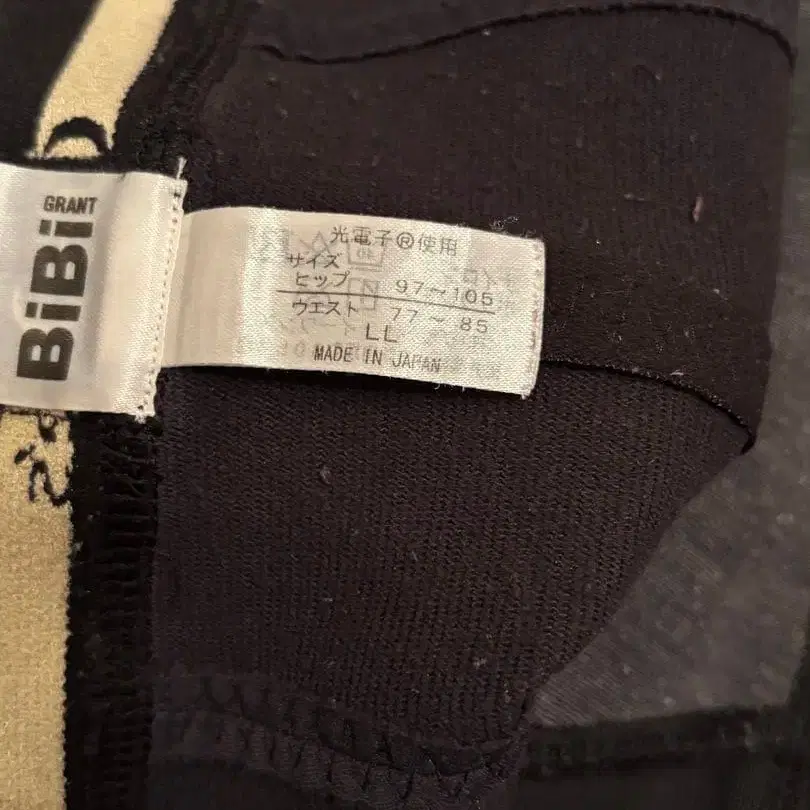 GRANT
BiBi
光電子®使用
サイズ
ヒップ 97~105
ウエスト 77~85
LL
MADE IN JAPAN